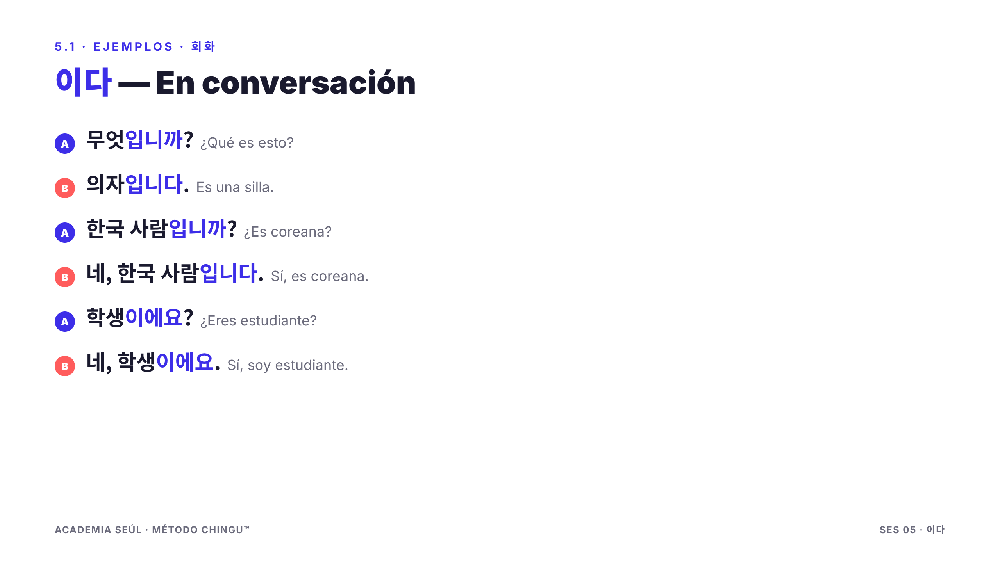 5.1 · EJEMPLOS · 회화
이다 — En conversación
A 무엇입니까? ¿Qué es esto?
B 의자입니다. Es una silla.
A 한국 사람입니까? ¿Es coreana?
B 네, 한국 사람입니다. Sí, es coreana.
A 학생이에요? ¿Eres estudiante?
B 네, 학생이에요. Sí, soy estudiante.
ACADEMIA SEÚL · MÉTODO CHINGU™
SES 05 · 이다